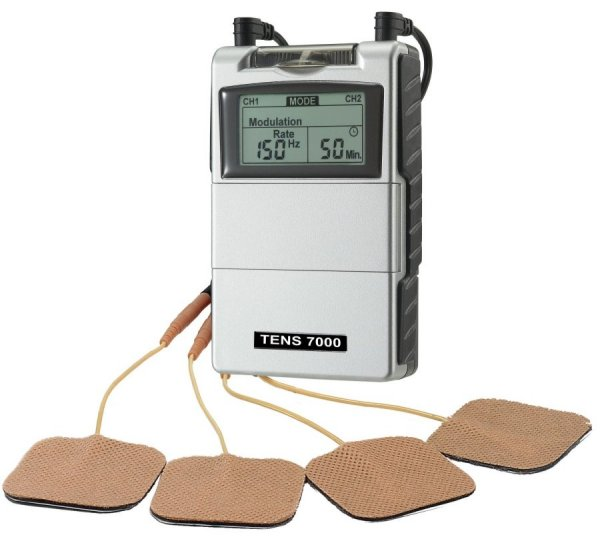 CH1 MODE CH2
Modulation
Rate
150 Hz 50 Min.
TENS 7000